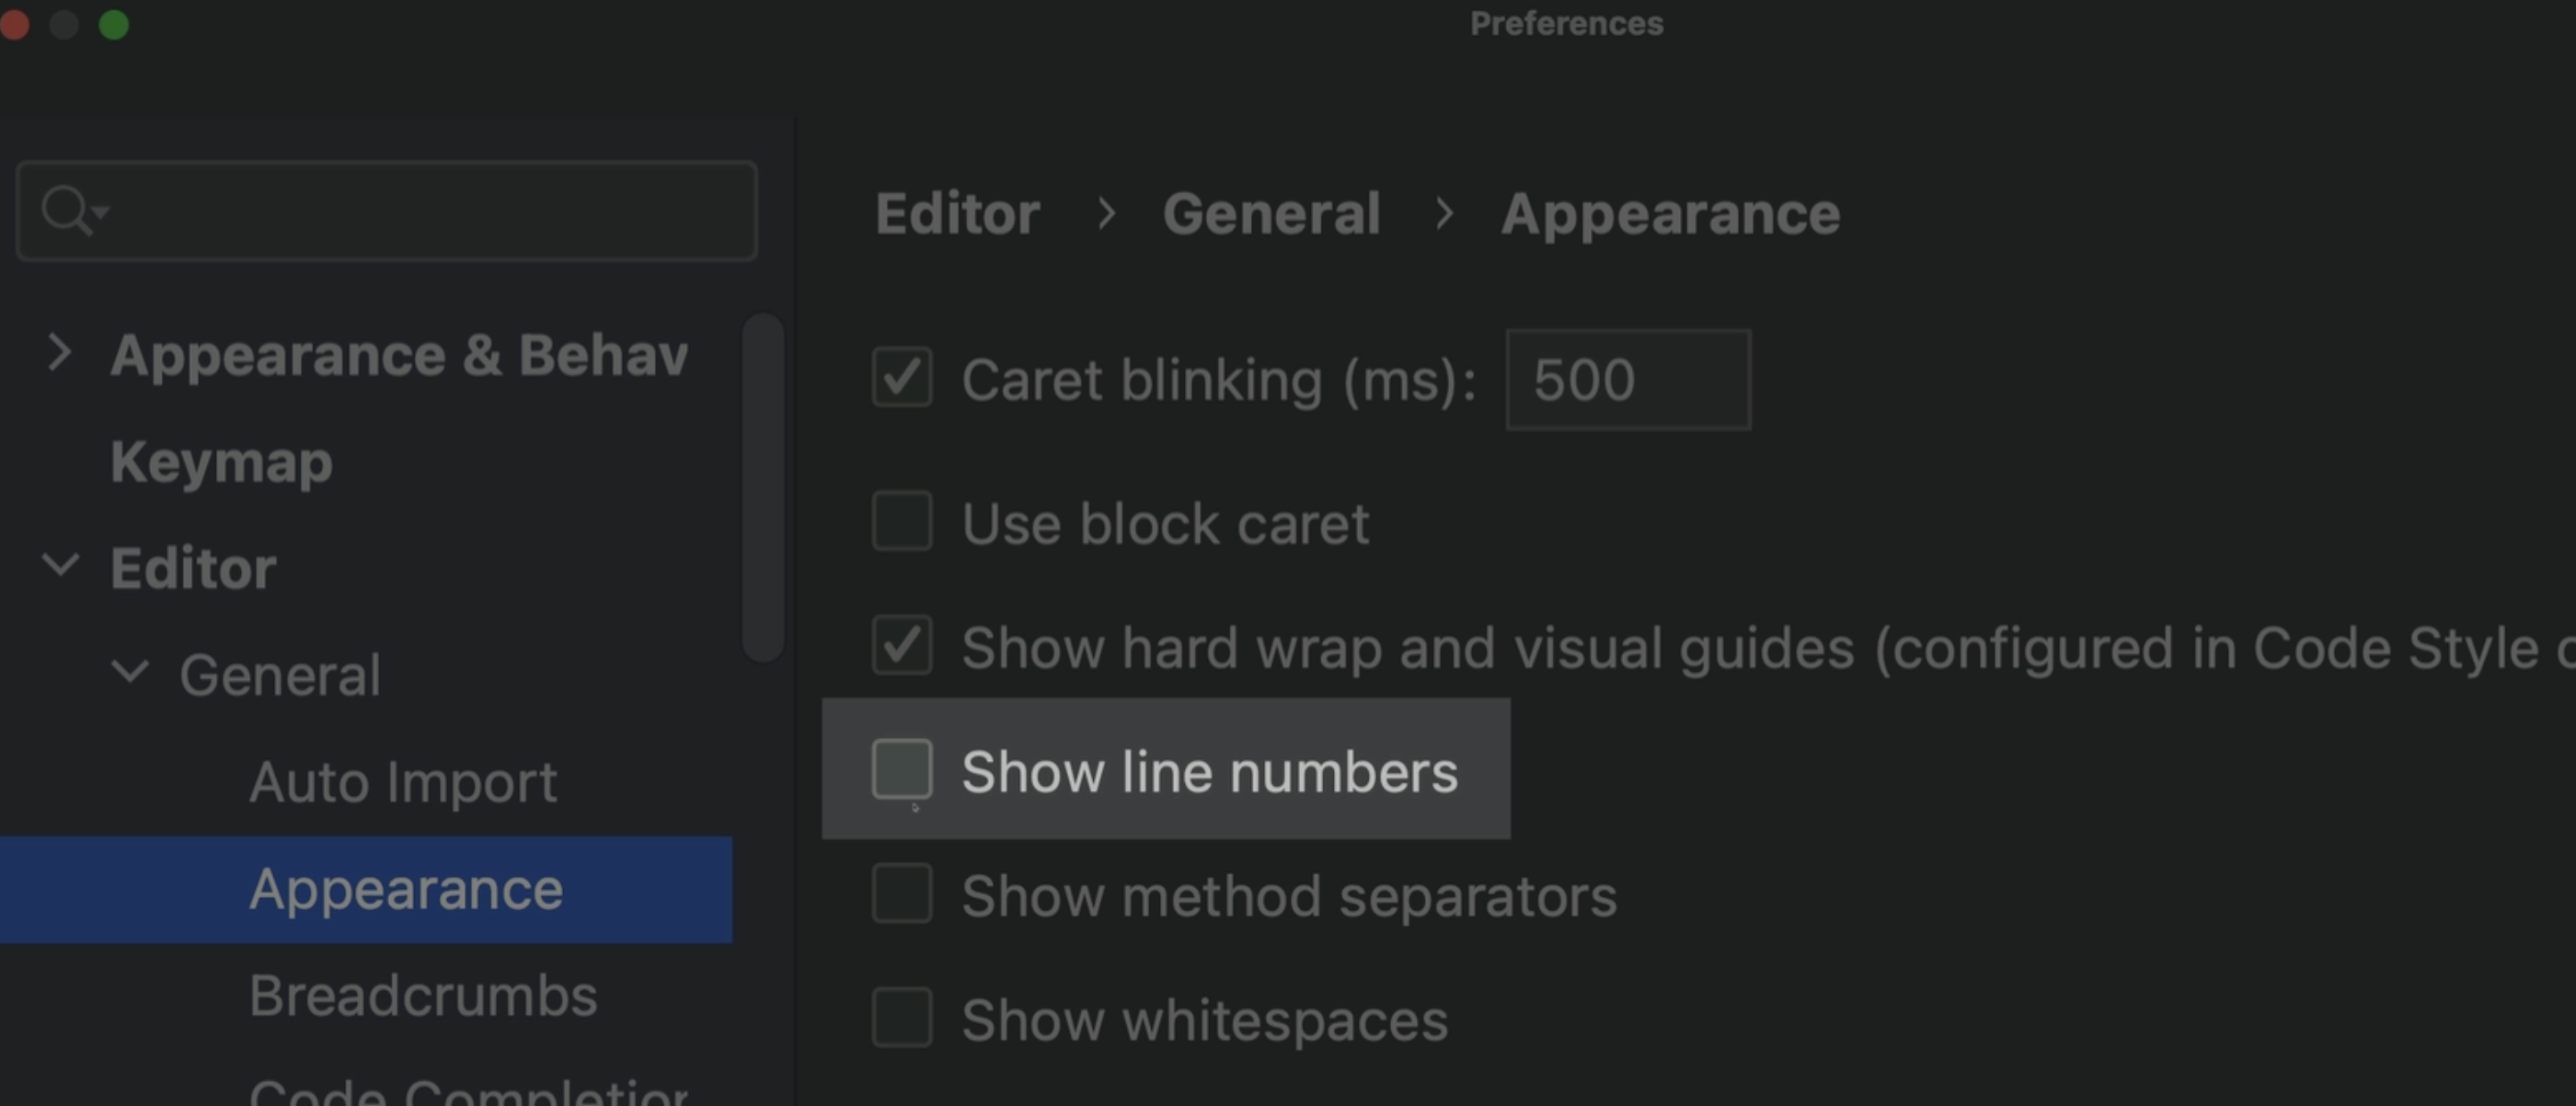 Preferences
Appearance & Behav
Keymap
Editor
General
Auto Import
Appearance
Breadcrumbs
Code Completion
Editor > General > Appearance
Caret blinking (ms): 500
Use block caret
Show hard wrap and visual guides (configured in Code Style
Show line numbers
Show method separators
Show whitespaces